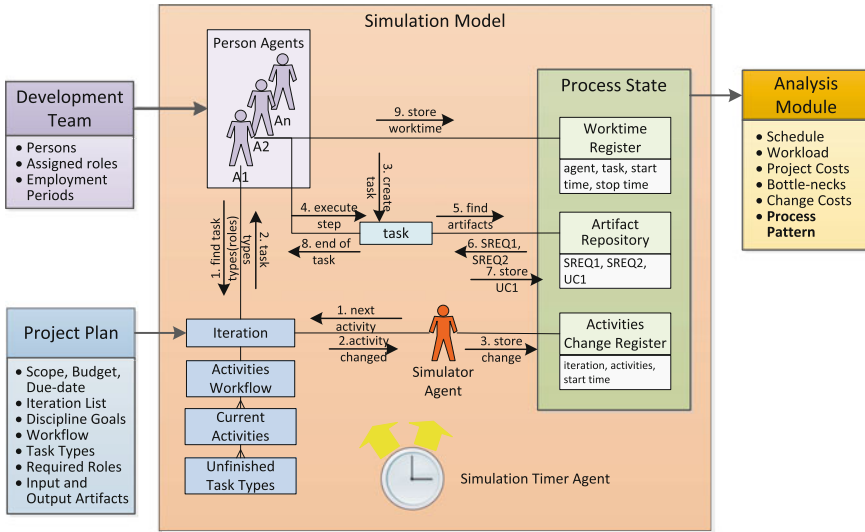 Simulation Model
Development
Team
• Persons
• Assigned roles
• Employment
Periods
Person Agents
An
A2
A1
9. store
worktime
3. create
task
4. execute
step
task
5. find
artifacts
8. end of
task
6. SREQ1,
SREQ2
7. store
UC1
1. find task
types(roles)
2. task
types
Process State
Worktime
Register
agent, task, start
time, stop time
Artifact
Repository
SREQ1, SREQ2,
UC1
Activities
Change Register
iteration, activities,
start time
Analysis
Module
• Schedule
• Workload
• Project Costs
• Bottle-necks
• Change Costs
• Process
Pattern
Project Plan
• Scope, Budget,
Due-date
• Iteration List
• Discipline Goals
• Workflow
• Task Types
• Required Roles
• Input and
Output Artifacts
Iteration
Activities
Workflow
Current
Activities
Unfinished
Task Types
1. next
activity
2.activity
changed
3. store
change
Simulator
Agent
Simulation Timer Agent